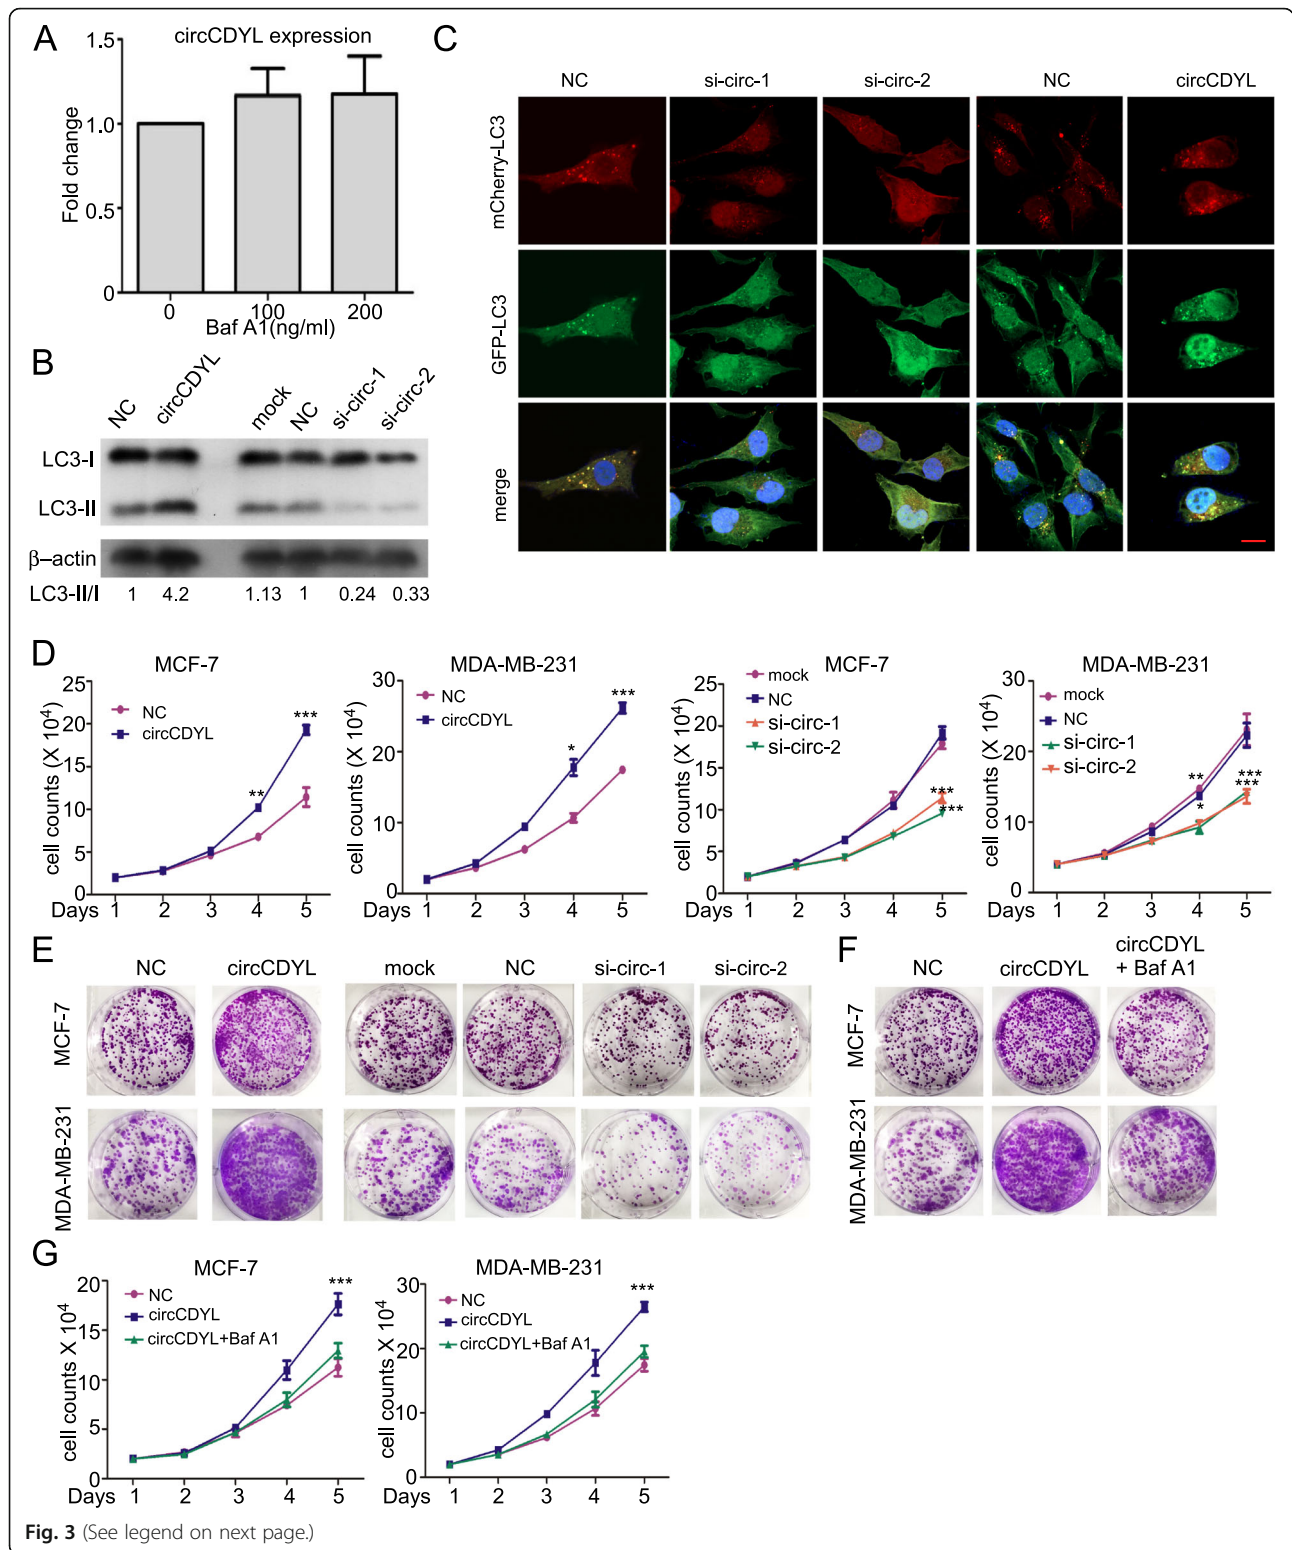 A
circCDYL expression
1.5
1.0
0.5
0
Fold change
0 100 200
Baf A1(ng/ml)
B
NC circCDYL mock NC si-circ-1 si-circ-2
LC3-I
LC3-II
β–actin
LC3-II/I 1 4.2 1.13 1 0.24 0.33
C
NC si-circ-1 si-circ-2 NC circCDYL
mCherry-LC3
GFP-LC3
merge
D
MCF-7
25
20
15
10
5
0
cell counts (X 10⁴)
NC
circCDYL
**
***
Days 1 2 3 4 5
MDA-MB-231
30
20
10
0
cell counts (X 10⁴)
NC
circCDYL
*
***
1 2 3 4 5
MCF-7
25
20
15
10
5
0
cell counts (X 10⁴)
mock
NC
si-circ-1
si-circ-2
***
***
Days 1 2 3 4 5
MDA-MB-231
30
20
10
0
cell counts (X 10⁴)
mock
NC
si-circ-1
si-circ-2
**
*
***
***
Days 1 2 3 4 5
E
NC circCDYL mock NC si-circ-1 si-circ-2
MCF-7
MDA-MB-231
F
NC circCDYL circCDYL
+ Baf A1
MCF-7
MDA-MB-231
G
MCF-7
20
15
10
5
0
cell counts X 10⁴
NC
circCDYL
circCDYL+Baf A1
***
Days 1 2 3 4 5
MDA-MB-231
30
20
10
0
cell counts X 10⁴
NC
circCDYL
circCDYL+Baf A1
***
Days 1 2 3 4 5
Fig. 3 (See legend on next page.)